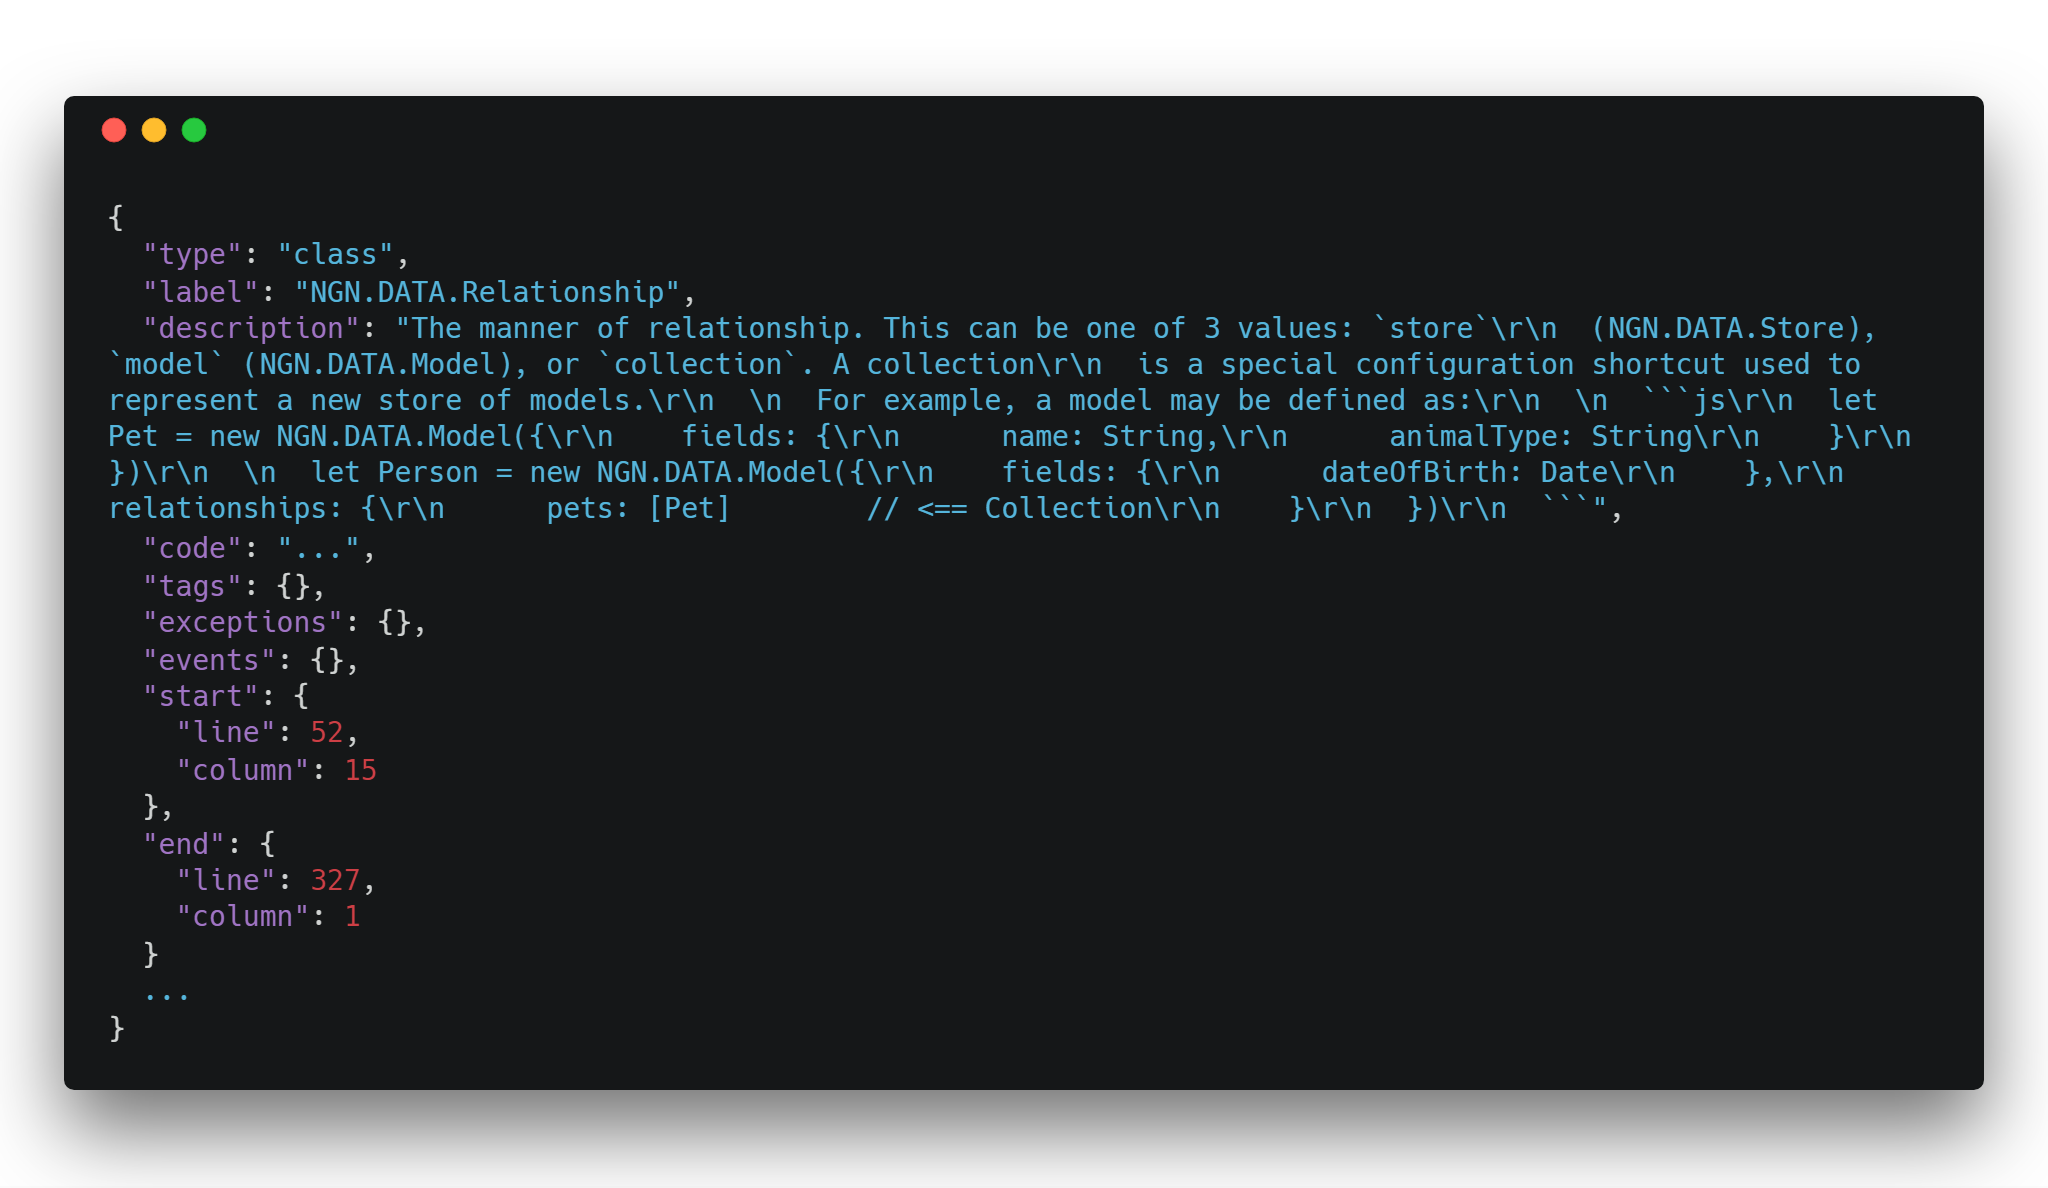 {
  "type": "class",
  "label": "NGN.DATA.Relationship",
  "description": "The manner of relationship. This can be one of 3 values: `store`\r\n  (NGN.DATA.Store),
`model` (NGN.DATA.Model), or `collection`. A collection\r\n  is a special configuration shortcut used to
represent a new store of models.\r\n  \n  For example, a model may be defined as:\r\n  \n  ```js\r\n  let
Pet = new NGN.DATA.Model({\r\n    fields: {\r\n      name: String,\r\n      animalType: String\r\n    }\r\n
})\r\n  \n  let Person = new NGN.DATA.Model({\r\n    fields: {\r\n      dateOfBirth: Date\r\n    },\r\n
relationships: {\r\n      pets: [Pet]        // <== Collection\r\n    }\r\n  })\r\n  ```",
  "code": "...",
  "tags": {},
  "exceptions": {},
  "events": {},
  "start": {
    "line": 52,
    "column": 15
  },
  "end": {
    "line": 327,
    "column": 1
  }
  ...
}